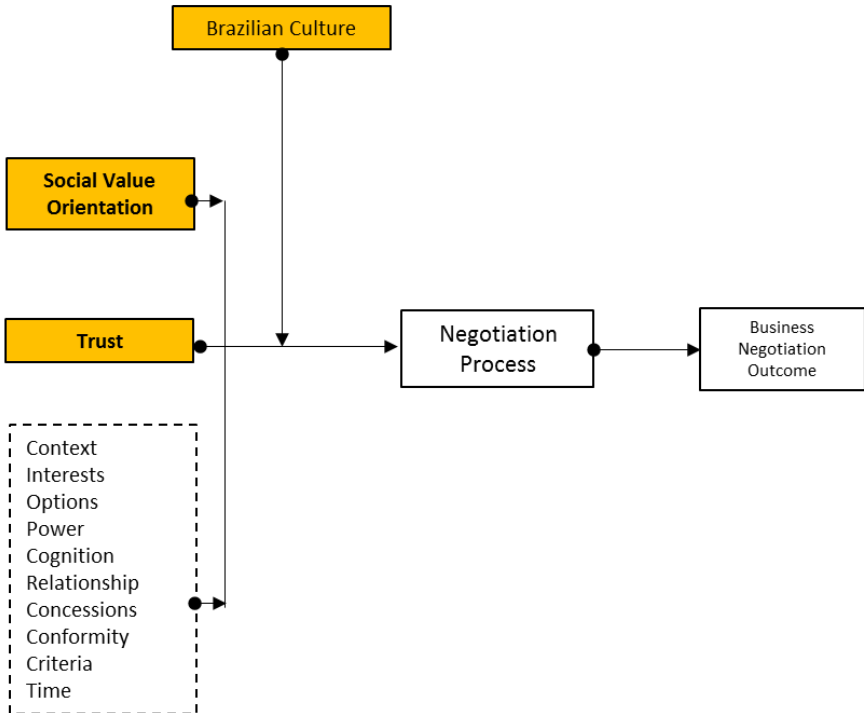 Brazilian Culture
Social Value
Orientation
Trust
Negotiation
Process
Business
Negotiation
Outcome
Context
Interests
Options
Power
Cognition
Relationship
Concessions
Conformity
Criteria
Time